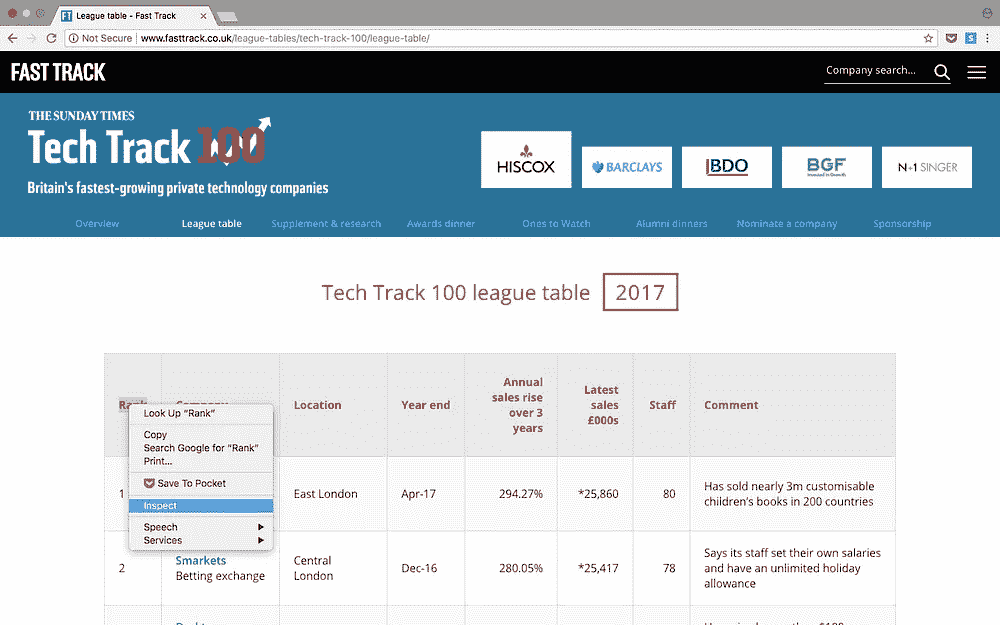 League table - Fast Track
Not Secure | www.fasttrack.co.uk/league-tables/tech-track-100/league-table/
FAST TRACK
Company search...
THE SUNDAY TIMES
Tech Track 100
Britain's fastest-growing private technology companies
HISCOX
BARCLAYS
BDO
BGF
N+1 SINGER
Overview
League table
Supplement & research
Awards dinner
Ones to Watch
Alumni dinners
Nominate a company
Sponsorship
Tech Track 100 league table 2017
Rank
Company
Location
Year end
Annual
sales rise
over 3
years
Latest
sales
£000s
Staff
Comment
Look Up “Rank”
Copy
Search Google for “Rank”
Print...
Save To Pocket
Inspect
Speech
Services
1
East London
Apr-17
294.27%
*25,860
80
Has sold nearly 3m customisable
children's books in 200 countries
2
Smarkets
Betting exchange
Central
London
Dec-16
280.05%
*25,417
78
Says its staff set their own salaries
and have an unlimited holiday
allowance